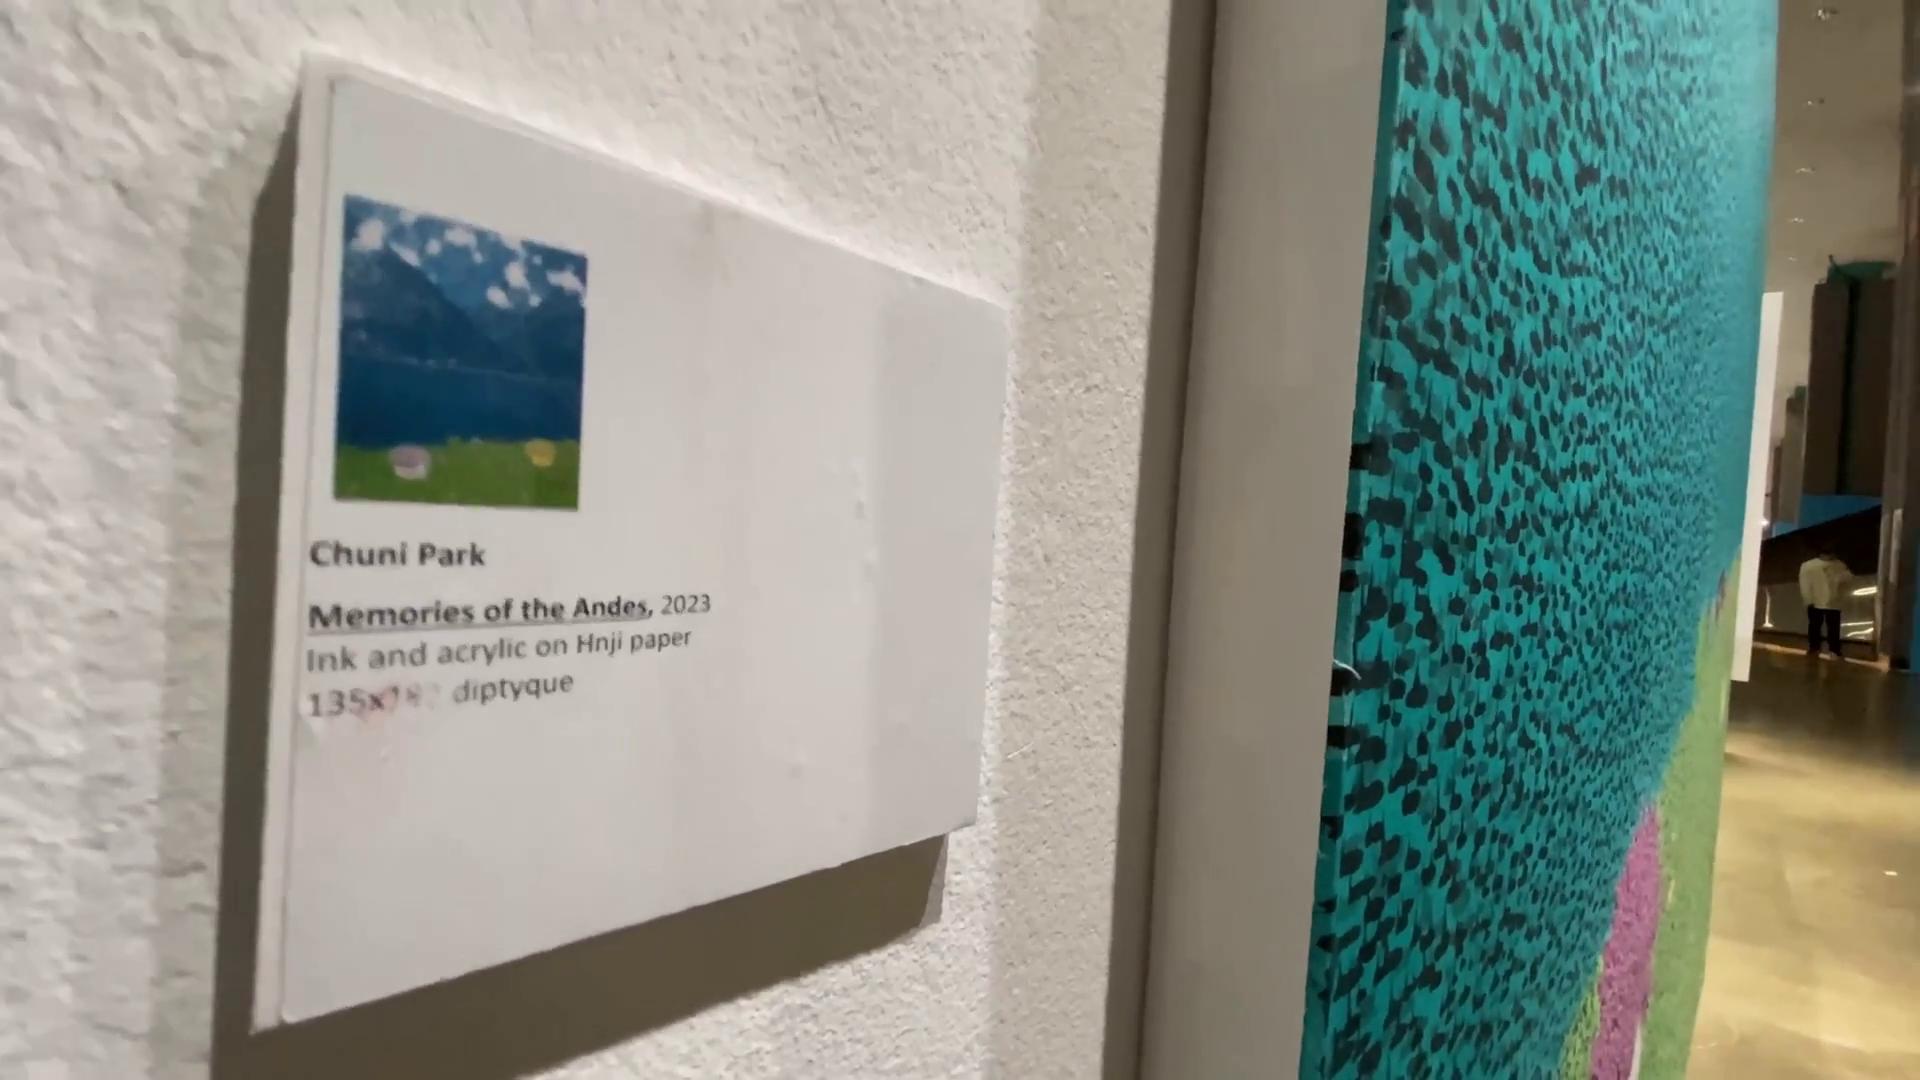 Chuni Park
Memories of the Andes, 2023
Ink and acrylic on Hnji paper
diptyque